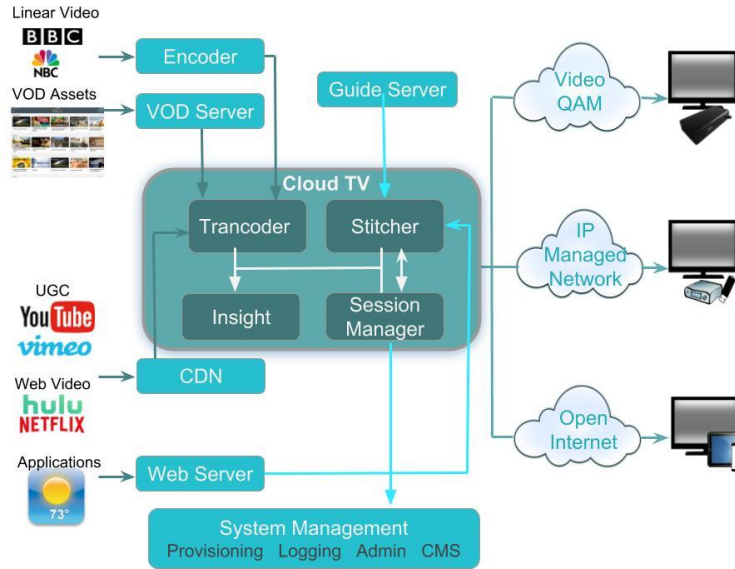 Linear Video
BBC
NBC
Encoder
VOD Assets
VOD Server
Guide Server
Video
QAM
Cloud TV
Trancoder
Stitcher
IP
Managed
Network
Insight
Session
Manager
UGC
YouTube
vimeo
CDN
Web Video
hulu
NETFLIX
Open
Internet
Applications
Web Server
73°
System Management
Provisioning Logging Admin CMS